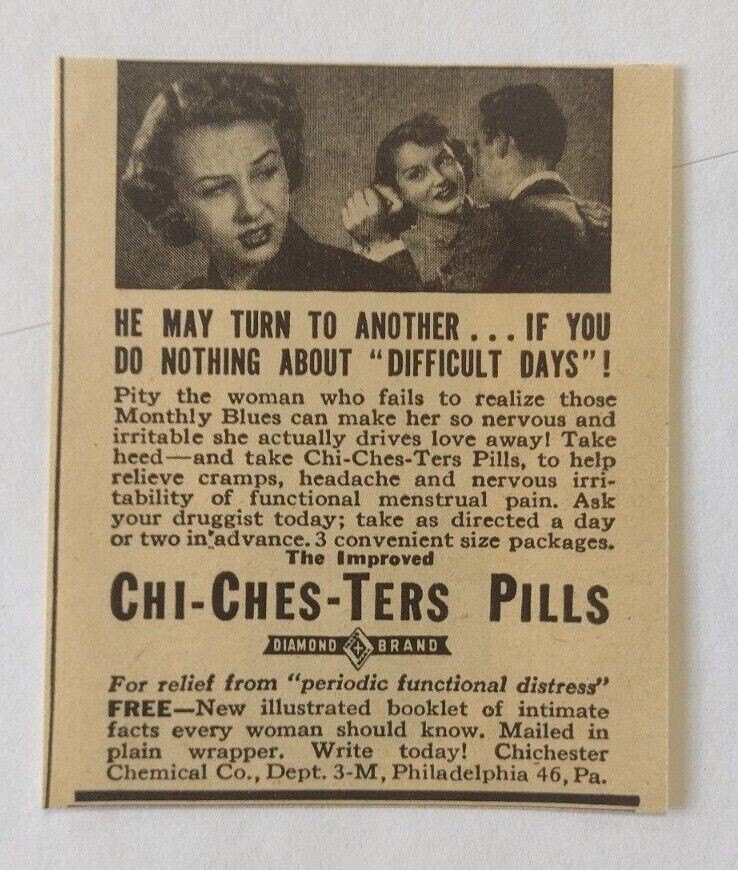 HE MAY TURN TO ANOTHER ... IF YOU
DO NOTHING ABOUT "DIFFICULT DAYS"!
Pity the woman who fails to realize those
Monthly Blues can make her so nervous and
irritable she actually drives love away! Take
heed—and take Chi-Ches-Ters Pills, to help
relieve cramps, headache and nervous irri-
tability of functional menstrual pain. Ask
your druggist today; take as directed a day
or two in advance. 3 convenient size packages.
The Improved
CHI-CHES-TERS PILLS
DIAMOND BRAND
For relief from "periodic functional distress"
FREE—New illustrated booklet of intimate
facts every woman should know. Mailed in
plain wrapper. Write today! Chichester
Chemical Co., Dept. 3-M, Philadelphia 46, Pa.